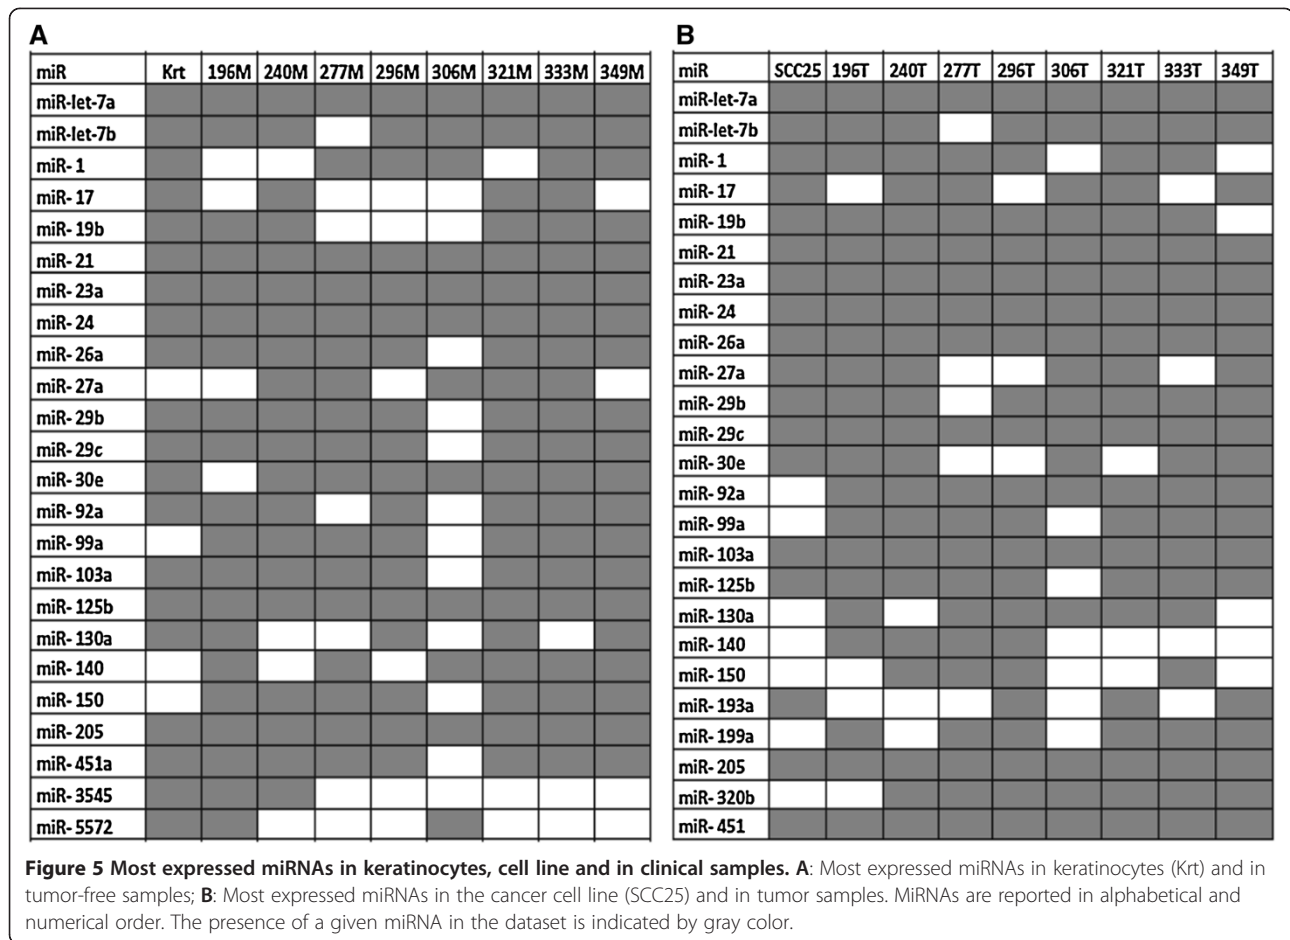 A
miR Krt 196M 240M 277M 296M 306M 321M 333M 349M
miR-let-7a
miR-let-7b
miR- 1
miR- 17
miR- 19b
miR- 21
miR- 23a
miR- 24
miR- 26a
miR- 27a
miR- 29b
miR- 29c
miR- 30e
miR- 92a
miR- 99a
miR- 103a
miR- 125b
miR- 130a
miR- 140
miR- 150
miR- 205
miR- 451a
miR- 3545
miR- 5572
B
miR SCC25 196T 240T 277T 296T 306T 321T 333T 349T
miR-let-7a
miR-let-7b
miR- 1
miR- 17
miR- 19b
miR- 21
miR- 23a
miR- 24
miR- 26a
miR- 27a
miR- 29b
miR- 29c
miR- 30e
miR- 92a
miR- 99a
miR- 103a
miR- 125b
miR- 130a
miR- 140
miR- 150
miR- 193a
miR- 199a
miR- 205
miR- 320b
miR- 451
Figure 5 Most expressed miRNAs in keratinocytes, cell line and in clinical samples. A: Most expressed miRNAs in keratinocytes (Krt) and in
tumor-free samples; B: Most expressed miRNAs in the cancer cell line (SCC25) and in tumor samples. MiRNAs are reported in alphabetical and
numerical order. The presence of a given miRNA in the dataset is indicated by gray color.